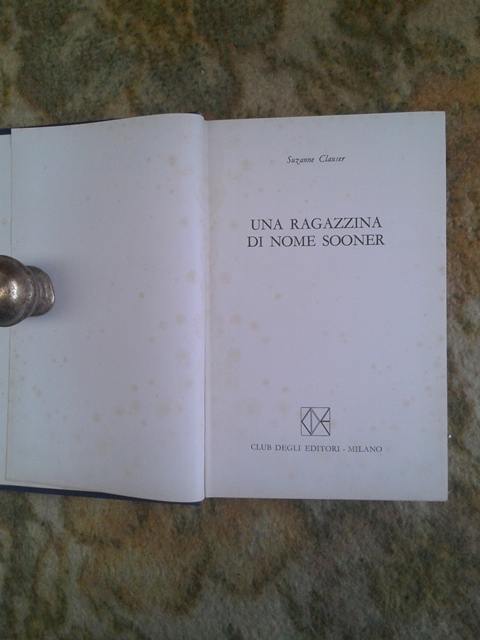 Suzanne Clauser
UNA RAGAZZINA
DI NOME SOONER
CLUB DEGLI EDITORI - MILANO